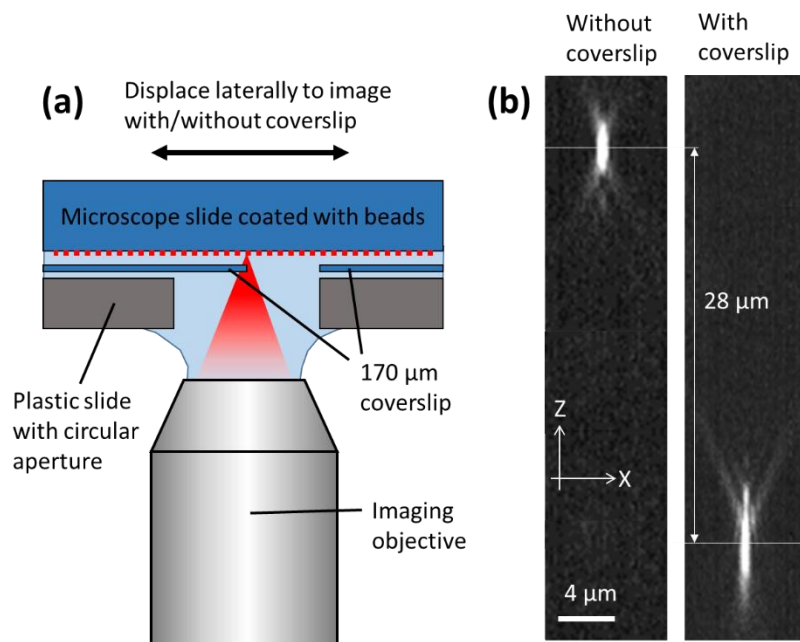 (a)
Displace laterally to image
with/without coverslip
Microscope slide coated with beads
170 µm
coverslip
Plastic slide
with circular
aperture
Imaging
objective
(b)
Without
coverslip
With
coverslip
28 µm
Z
X
4 µm